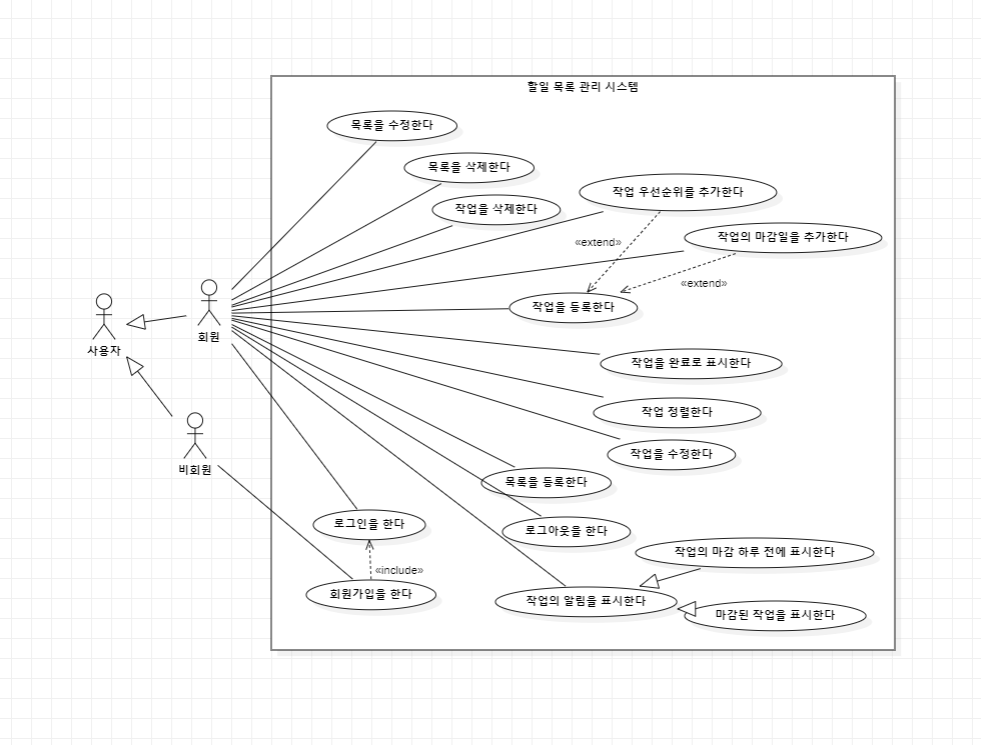 할일 목록 관리 시스템
목록을 수정한다
목록을 삭제한다
작업 우선순위를 추가한다
작업을 삭제한다
작업의 마감일을 추가한다
«extend»
«extend»
작업을 등록한다
회원
사용자
작업을 완료로 표시한다
작업 정렬한다
작업을 수정한다
비회원
목록을 등록한다
로그인을 한다
로그아웃을 한다
작업의 마감 하루 전에 표시한다
«include»
회원가입을 한다
작업의 알림을 표시한다
마감된 작업을 표시한다